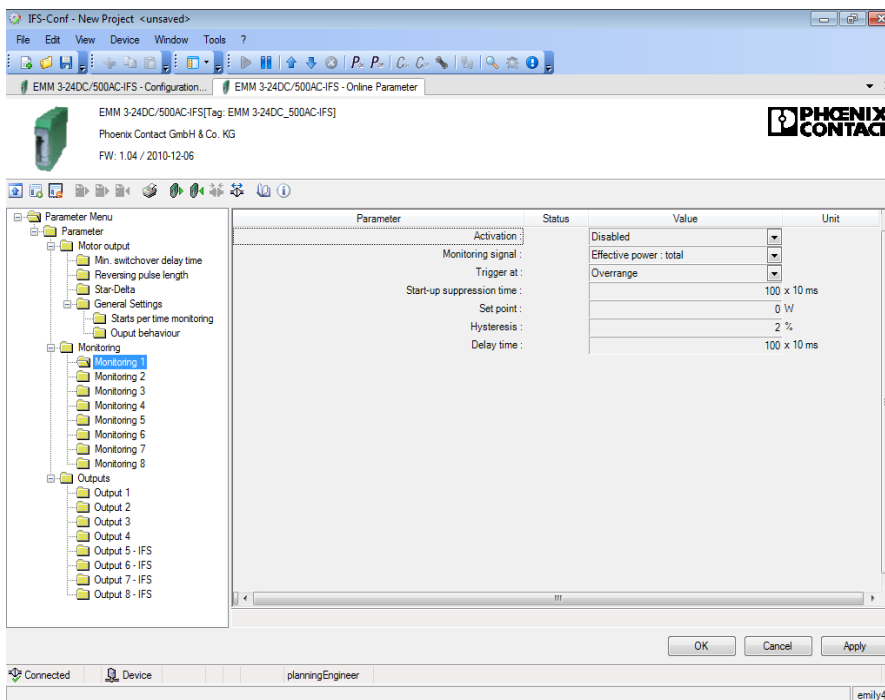 IFS-Conf - New Project <unsaved>
File Edit View Device Window Tools ?
EMM 3-24DC/500AC-IFS - Configuration... EMM 3-24DC/500AC-IFS - Online Parameter
EMM 3-24DC/500AC-IFS[Tag: EMM 3-24DC_500AC-IFS]
Phoenix Contact GmbH & Co. KG
FW: 1.04 / 2010-12-06
PHŒNIX
CONTACT
Parameter Menu
Parameter
Motor output
Min. switchover delay time
Reversing pulse length
Star-Delta
General Settings
Starts per time monitoring
Ouput behaviour
Monitoring
Monitoring 1
Monitoring 2
Monitoring 3
Monitoring 4
Monitoring 5
Monitoring 6
Monitoring 7
Monitoring 8
Outputs
Output 1
Output 2
Output 3
Output 4
Output 5 - IFS
Output 6 - IFS
Output 7 - IFS
Output 8 - IFS
Parameter Status Value Unit
Activation : Disabled
Monitoring signal : Effective power : total
Trigger at : Overrange
Start-up suppression time : 100 x 10 ms
Set point : 0 W
Hysteresis : 2 %
Delay time : 100 x 10 ms
OK Cancel Apply
Connected Device planningEngineer
emily4